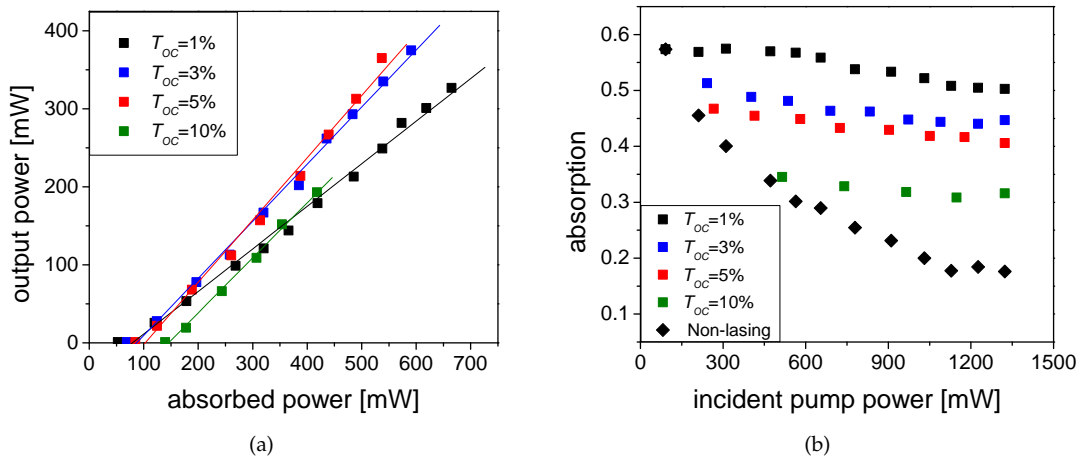 400
300
200
100
0
0 100 200 300 400 500 600 700
output power [mW]
absorbed power [mW]
T_OC=1%
T_OC=3%
T_OC=5%
T_OC=10%
(a)
0.6
0.5
0.4
0.3
0.2
0.1
0 300 600 900 1200 1500
absorption
incident pump power [mW]
T_OC=1%
T_OC=3%
T_OC=5%
T_OC=10%
Non-lasing
(b)